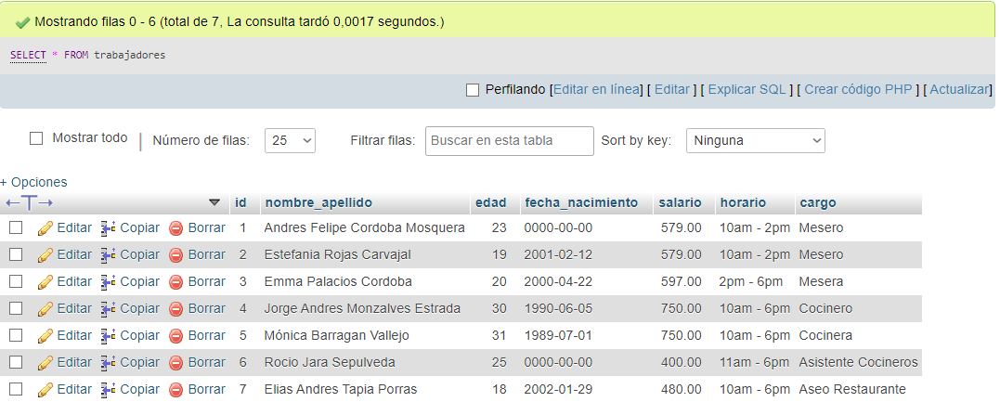 Mostrando filas 0 - 6 (total de 7, La consulta tardó 0,0017 segundos.)
SELECT * FROM trabajadores
Perfilando [Editar en línea] [ Editar ] [ Explicar SQL ] [ Crear código PHP ] [ Actualizar]
Mostrar todo | Número de filas: 25 Filtrar filas: Buscar en esta tabla Sort by key: Ninguna
+ Opciones
←T→ id nombre_apellido edad fecha_nacimiento salario horario cargo
Editar Copiar Borrar 1 Andres Felipe Cordoba Mosquera 23 0000-00-00 579.00 10am - 2pm Mesero
Editar Copiar Borrar 2 Estefania Rojas Carvajal 19 2001-02-12 579.00 10am - 2pm Mesero
Editar Copiar Borrar 3 Emma Palacios Cordoba 20 2000-04-22 597.00 2pm - 6pm Mesera
Editar Copiar Borrar 4 Jorge Andres Monzalves Estrada 30 1990-06-05 750.00 10am - 6pm Cocinero
Editar Copiar Borrar 5 Mónica Barragan Vallejo 31 1989-07-01 750.00 10am - 6pm Cocinera
Editar Copiar Borrar 6 Rocio Jara Sepulveda 25 0000-00-00 400.00 11am - 6pm Asistente Cocineros
Editar Copiar Borrar 7 Elias Andres Tapia Porras 18 2002-01-29 480.00 10am - 6pm Aseo Restaurante